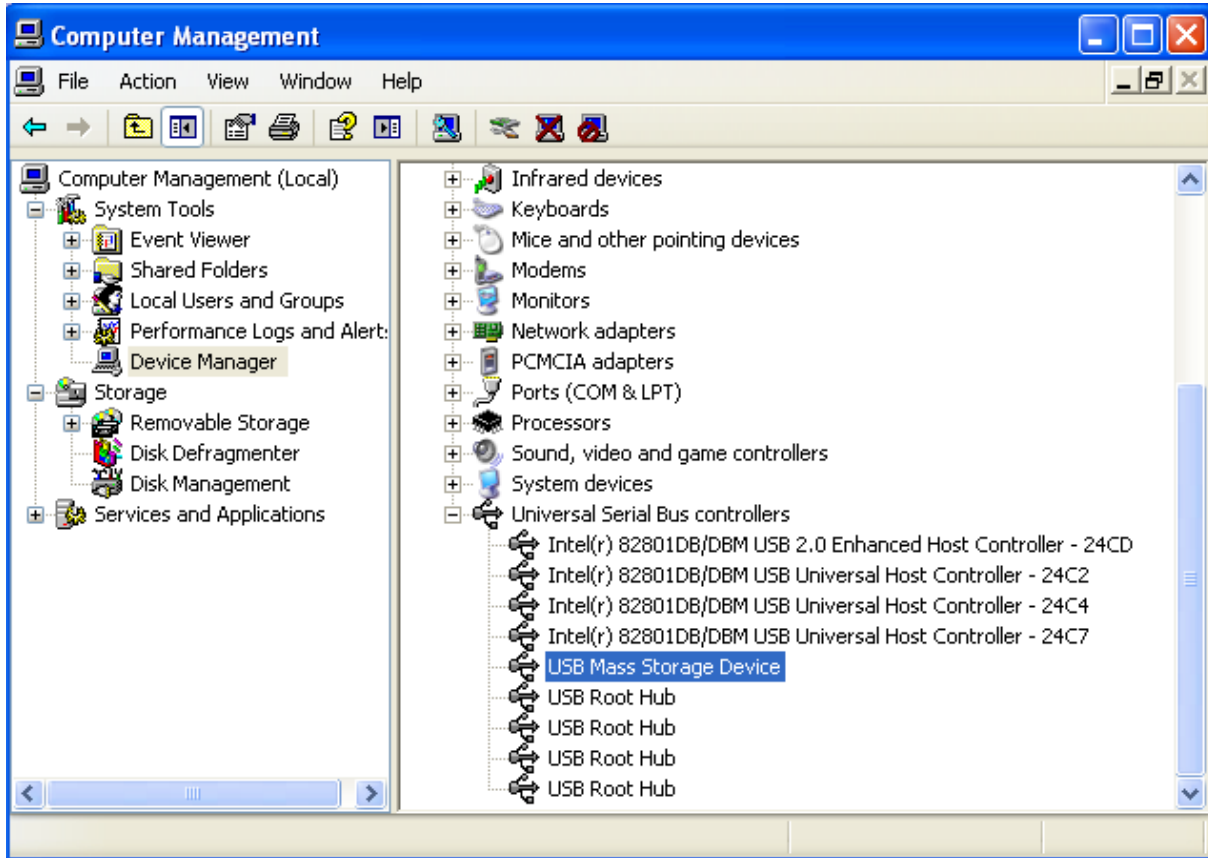 Computer Management
File Action View Window Help
Computer Management (Local)
System Tools
Event Viewer
Shared Folders
Local Users and Groups
Performance Logs and Alert
Device Manager
Storage
Removable Storage
Disk Defragmenter
Disk Management
Services and Applications
Infrared devices
Keyboards
Mice and other pointing devices
Modems
Monitors
Network adapters
PCMCIA adapters
Ports (COM & LPT)
Processors
Sound, video and game controllers
System devices
Universal Serial Bus controllers
Intel(r) 82801DB/DBM USB 2.0 Enhanced Host Controller - 24CD
Intel(r) 82801DB/DBM USB Universal Host Controller - 24C2
Intel(r) 82801DB/DBM USB Universal Host Controller - 24C4
Intel(r) 82801DB/DBM USB Universal Host Controller - 24C7
USB Mass Storage Device
USB Root Hub
USB Root Hub
USB Root Hub
USB Root Hub